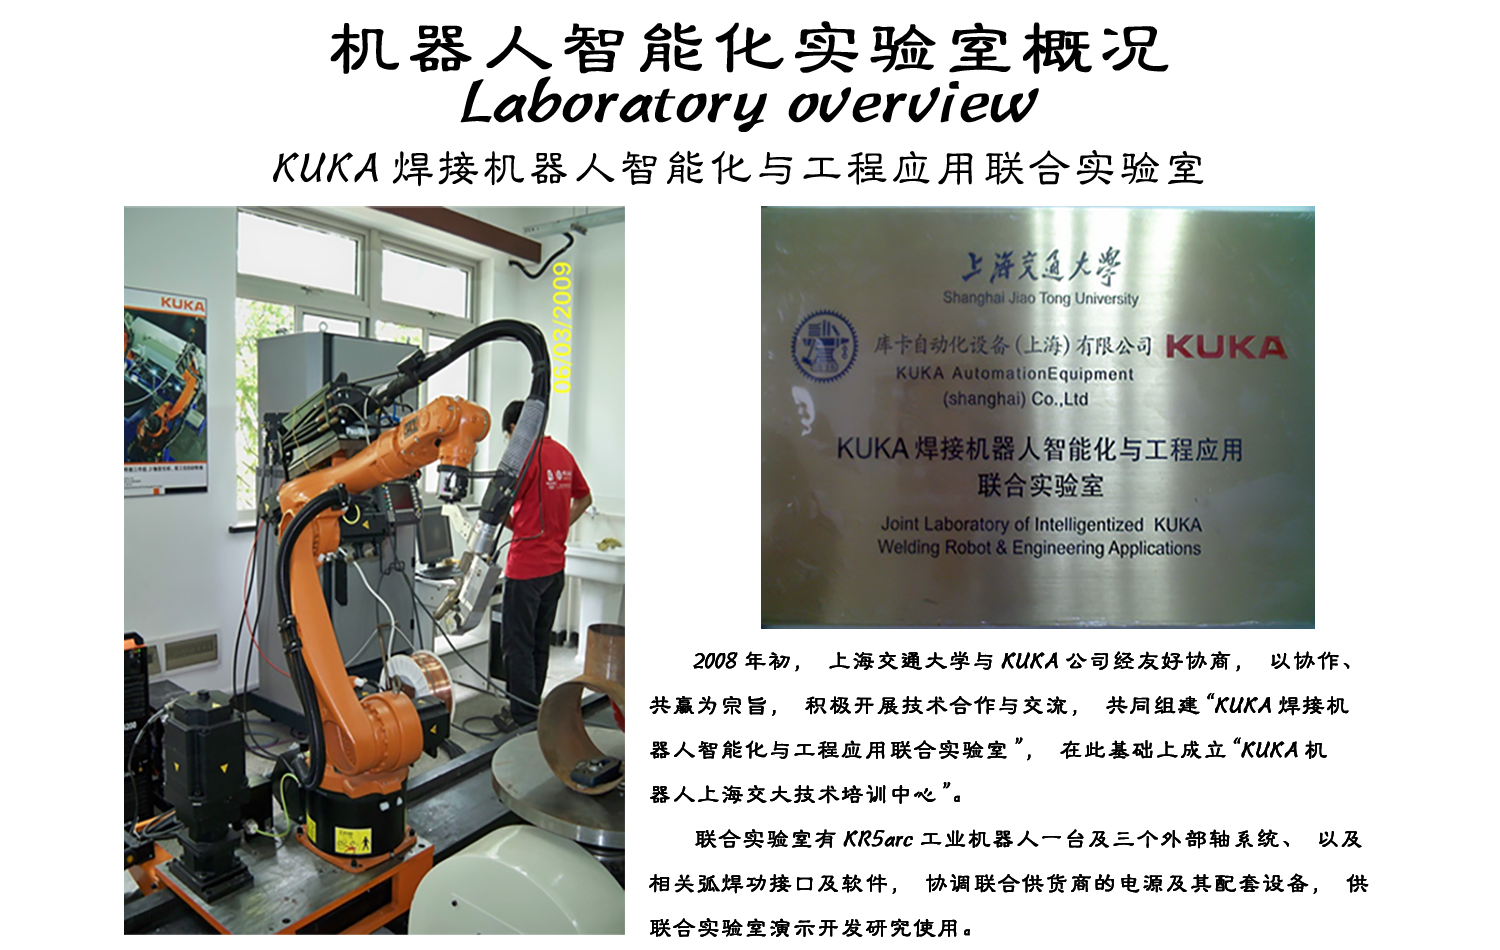 机器人智能化实验室概况
Laboratory overview
KUKA 焊接机器人智能化与工程应用联合实验室
KUKA
06/03/2009
上海交通大學
Shanghai Jiao Tong University
库卡自动化设备(上海)有限公司 KUKA
KUKA AutomationEquipment
(shanghai) Co.,Ltd
KUKA 焊接机器人智能化与工程应用
联合实验室
Joint Laboratory of Intelligentized KUKA
Welding Robot & Engineering Applications
2008 年初， 上海交通大学与 KUKA 公司经友好协商， 以协作、
共赢为宗旨， 积极开展技术合作与交流， 共同组建 “KUKA 焊接机
器人智能化与工程应用联合实验室 ”， 在此基础上成立 “KUKA 机
器人上海交大技术培训中心 ”。
联合实验室有 KR5arc 工业机器人一台及三个外部轴系统、 以及
相关弧焊功接口及软件， 协调联合供货商的电源及其配套设备， 供
联合实验室演示开发研究使用。